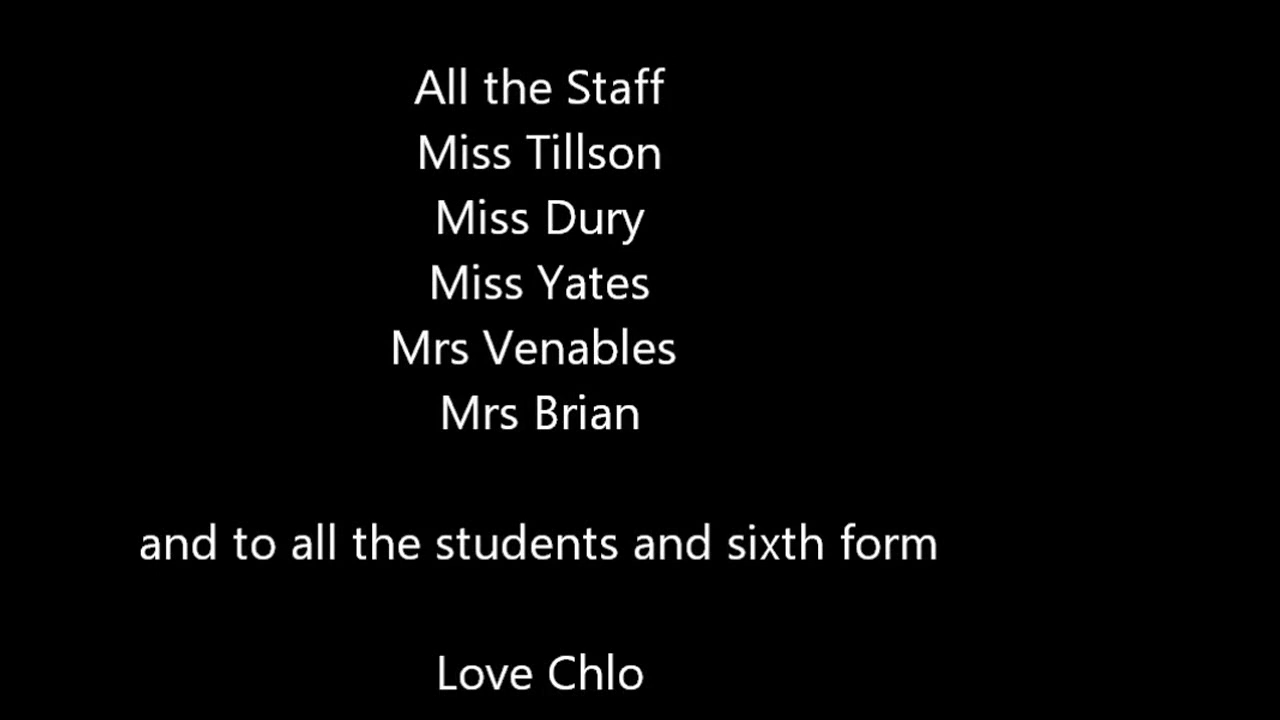 All the Staff
Miss Tillson
Miss Dury
Miss Yates
Mrs Venables
Mrs Brian
and to all the students and sixth form
Love Chlo